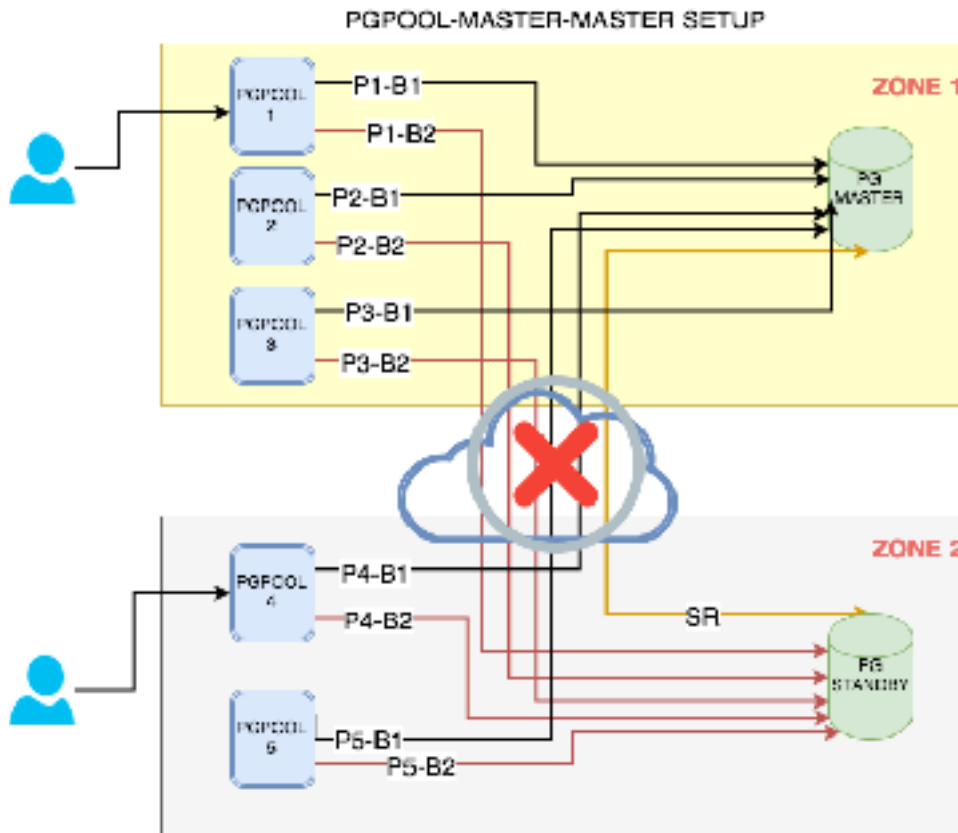 PGPOOL-MASTER-MASTER SETUP
ZONE 1
PGPOOL
1
P1-B1
P1-B2
PG
MASTER
PGPOOL
2
P2-B1
P2-B2
PGPOOL
3
P3-B1
P3-B2
ZONE 2
PGPOOL
4
P4-B1
P4-B2
SR
PG
STANDBY
PGPOOL
5
P5-B1
P5-B2